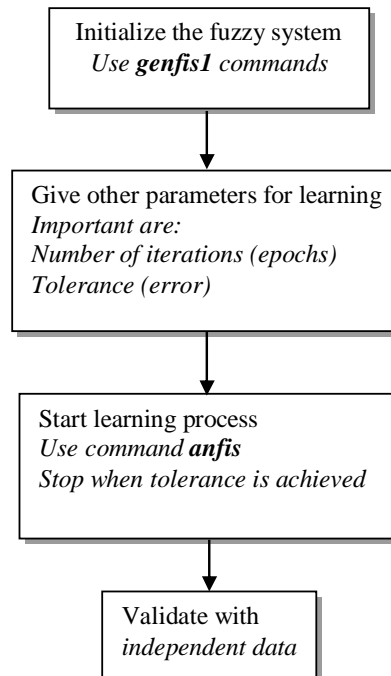 Initialize the fuzzy system
Use genfis1 commands
Give other parameters for learning
Important are:
Number of iterations (epochs)
Tolerance (error)
Start learning process
Use command anfis
Stop when tolerance is achieved
Validate with
independent data